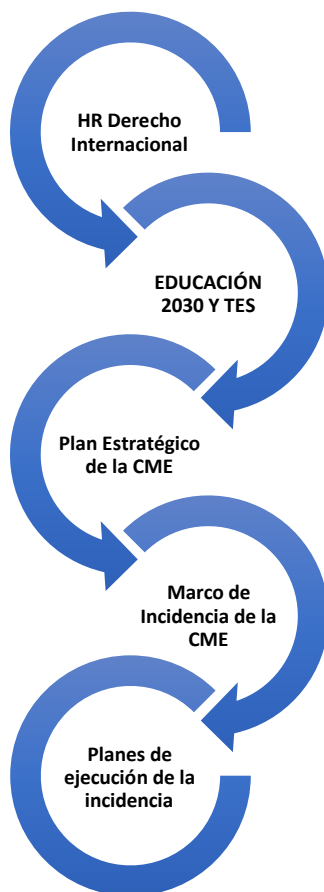 HR Derecho
Internacional
EDUCACIÓN
2030 Y TES
Plan Estratégico
de la CME
Marco de
Incidencia de la
CME
Planes de
ejecución de la
incidencia